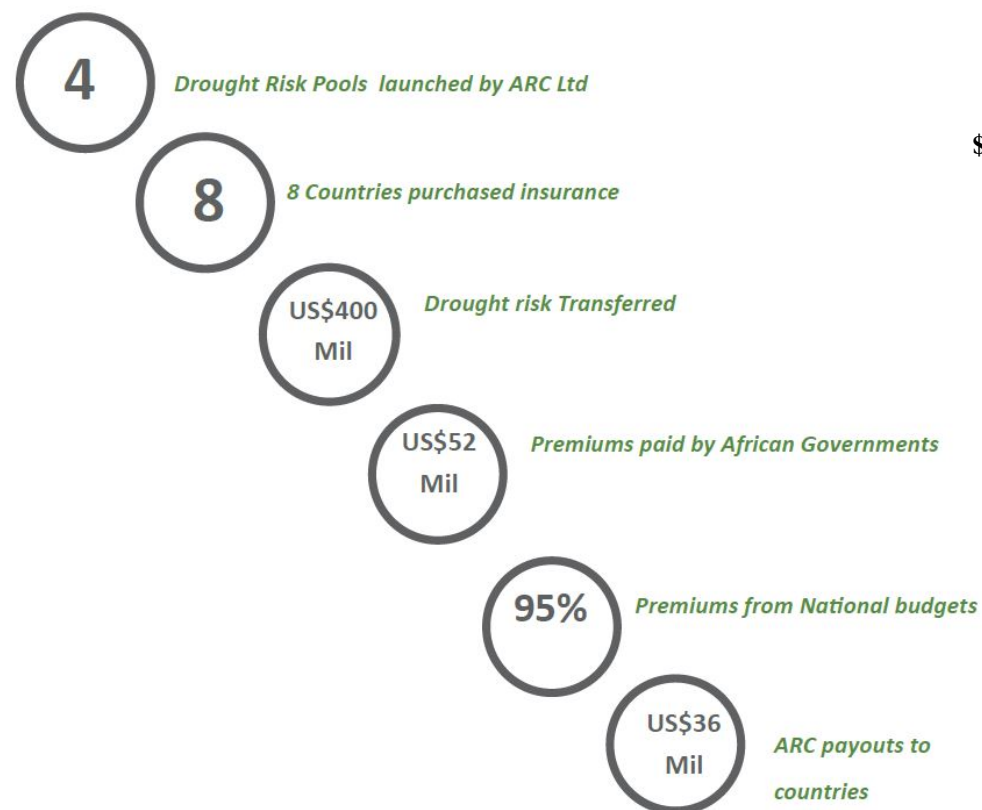 4
Drought Risk Pools launched by ARC Ltd
$
8
8 Countries purchased insurance
US$400
Mil
Drought risk Transferred
US$52
Mil
Premiums paid by African Governments
95%
Premiums from National budgets
US$36
Mil
ARC payouts to
countries